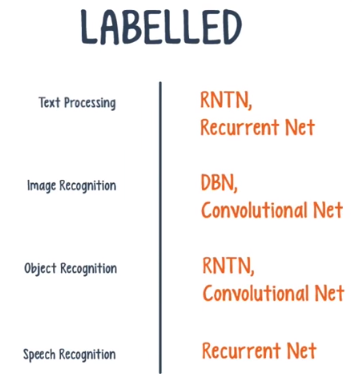 LABELLED
Text Processing
RNTN,
Recurrent Net
Image Recognition
DBN,
Convolutional Net
Object Recognition
RNTN,
Convolutional Net
Speech Recognition
Recurrent Net